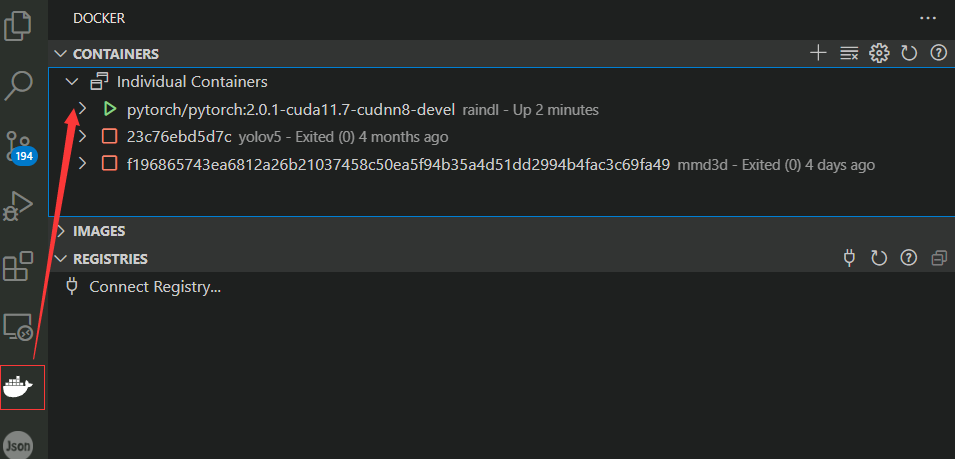 DOCKER
CONTAINERS
Individual Containers
pytorch/pytorch:2.0.1-cuda11.7-cudnn8-devel raindl - Up 2 minutes
23c76ebd5d7c yolov5 - Exited (0) 4 months ago
194
f196865743ea6812a26b21037458c50ea5f94b35a4d51dd2994b4fac3c69fa49 mmd3d - Exited (0) 4 days ago
IMAGES
REGISTRIES
Connect Registry...
Json